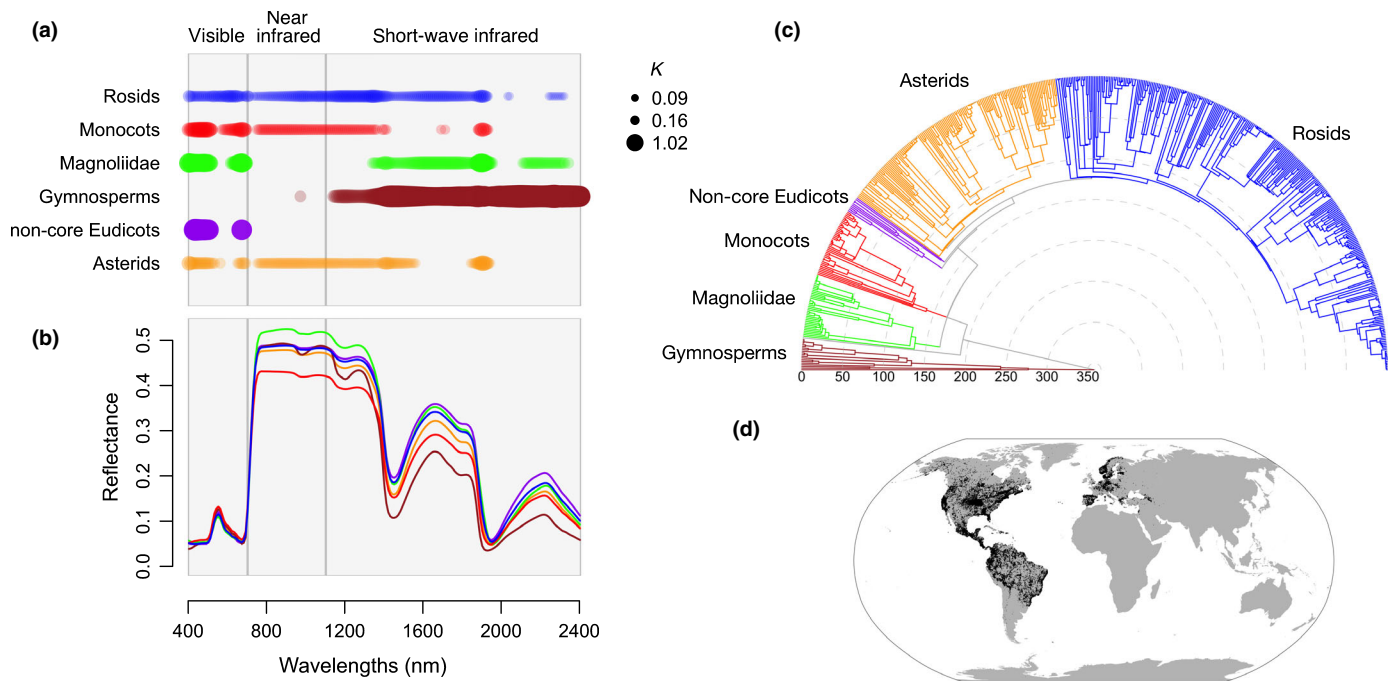 (a)
Visible
Near
infrared
Short-wave infrared
Rosids
Monocots
Magnoliidae
Gymnosperms
non-core Eudicots
Asterids
K
0.09
0.16
1.02
(b)
Reflectance
0.5
0.4
0.3
0.2
0.1
0.0
400 800 1200 1600 2000 2400
Wavelengths (nm)
(c)
Asterids
Rosids
Non-core Eudicots
Monocots
Magnoliidae
Gymnosperms
0 50 100 150 200 250 300 350
(d)